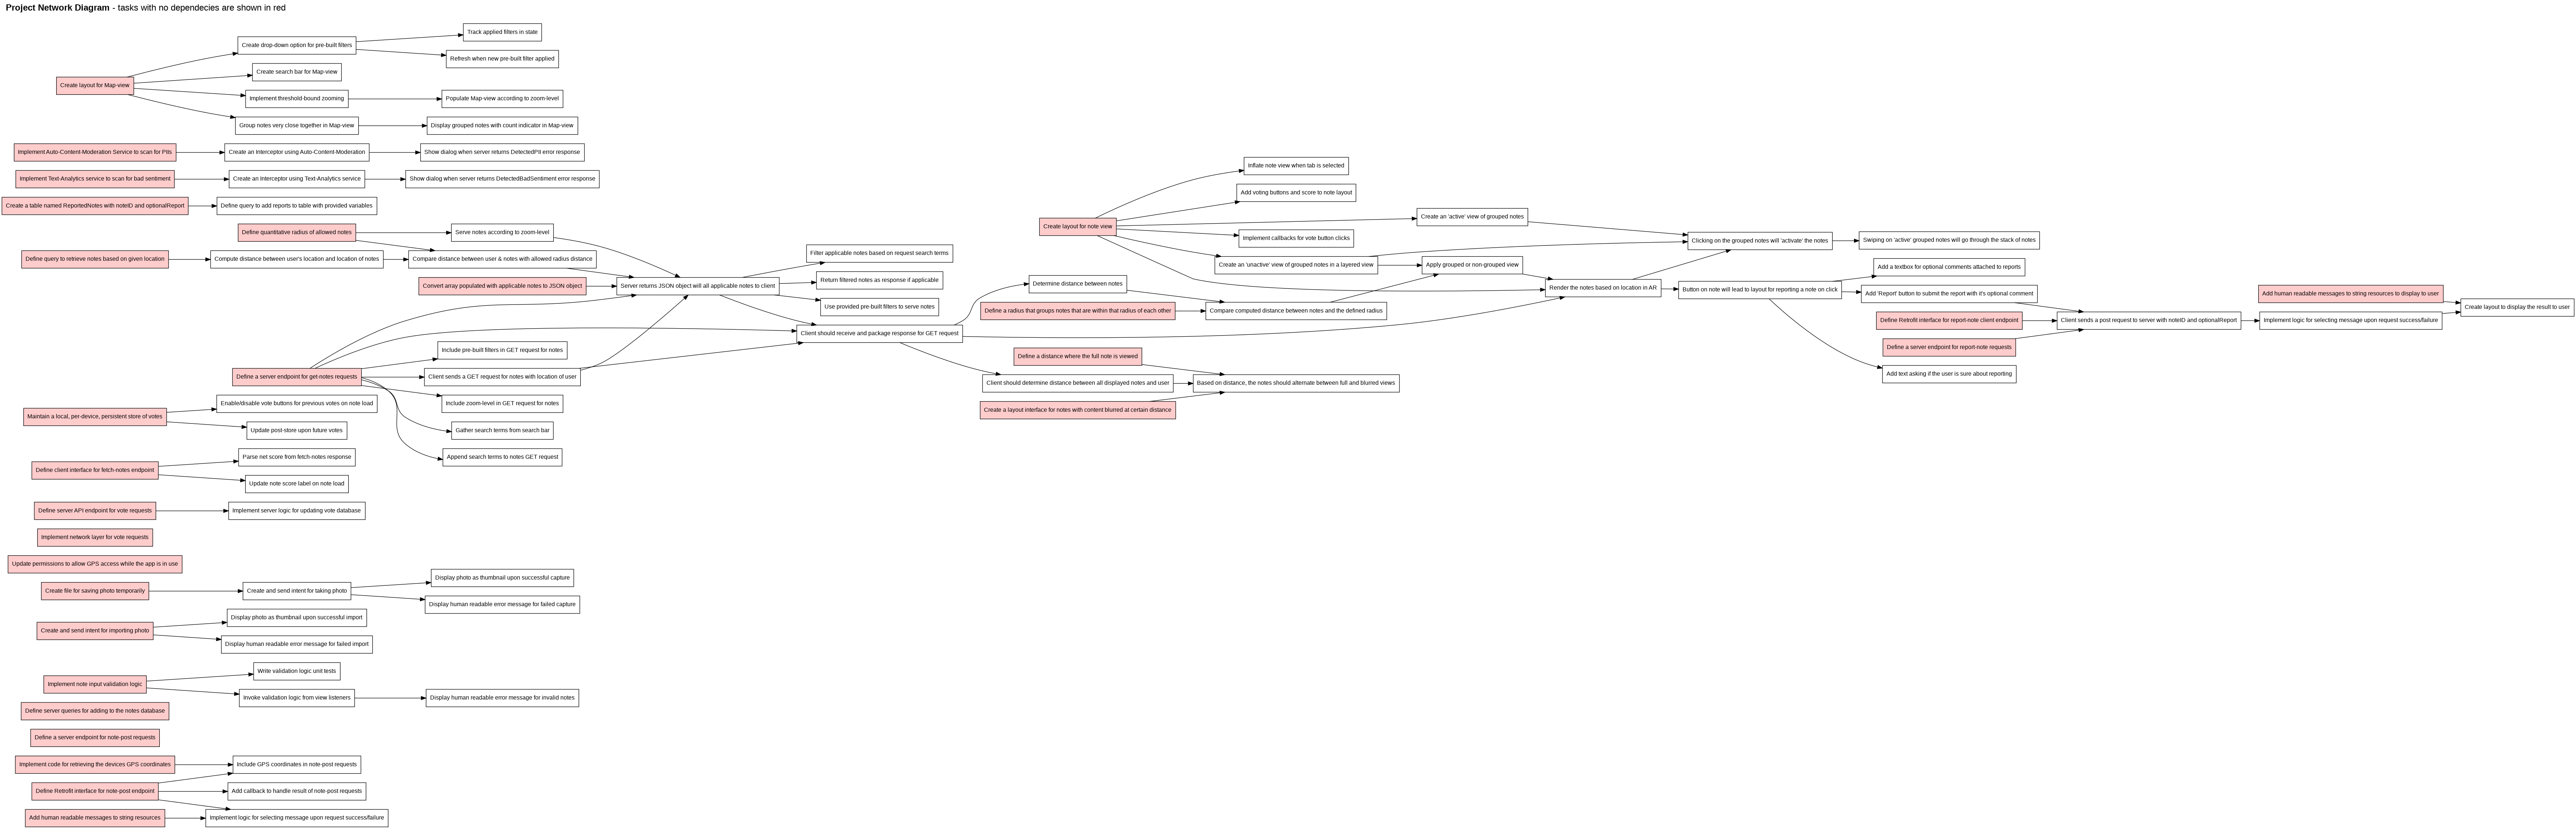 Project Network Diagram - tasks with no dependecies are shown in red
Track applied filters in state
Create drop-down option for pre-built filters
Refresh when new pre-built filter applied
Create search bar for Map-view
Create layout for Map-view
Implement threshold-bound zooming
Populate Map-view according to zoom-level
Group notes very close together in Map-view
Display grouped notes with count indicator in Map-view
Implement Auto-Content-Moderation Service to scan for PIIs
Create an Interceptor using Auto-Content-Moderation
Show dialog when server returns DetectedPII error response
Implement Text-Analytics service to scan for bad sentiment
Create an Interceptor using Text-Analytics service
Show dialog when server returns DetectedBadSentiment error response
Create a table named ReportedNotes with noteID and optionalReport
Define query to add reports to table with provided variables
Define quantitative radius of allowed notes
Serve notes according to zoom-level
Define query to retrieve notes based on given location
Compute distance between user's location and location of notes
Compare distance between user & notes with allowed radius distance
Convert array populated with applicable notes to JSON object
Server returns JSON object will all applicable notes to client
Filter applicable notes based on request search terms
Return filtered notes as response if applicable
Use provided pre-built filters to serve notes
Client should receive and package response for GET request
Include pre-built filters in GET request for notes
Define a server endpoint for get-notes requests
Client sends a GET request for notes with location of user
Include zoom-level in GET request for notes
Gather search terms from search bar
Append search terms to notes GET request
Inflate note view when tab is selected
Add voting buttons and score to note layout
Create layout for note view
Create an 'active' view of grouped notes
Implement callbacks for vote button clicks
Create an 'unactive' view of grouped notes in a layered view
Apply grouped or non-grouped view
Clicking on the grouped notes will 'activate' the notes
Swiping on 'active' grouped notes will go through the stack of notes
Determine distance between notes
Define a radius that groups notes that are within that radius of each other
Compare computed distance between notes and the defined radius
Render the notes based on location in AR
Button on note will lead to layout for reporting a note on click
Add a textbox for optional comments attached to reports
Add 'Report' button to submit the report with it's optional comment
Define Retrofit interface for report-note client endpoint
Define a server endpoint for report-note requests
Client sends a post request to server with noteID and optionalReport
Add text asking if the user is sure about reporting
Add human readable messages to string resources to display to user
Implement logic for selecting message upon request success/failure
Create layout to display the result to user
Define a distance where the full note is viewed
Client should determine distance between all displayed notes and user
Based on distance, the notes should alternate between full and blurred views
Create a layout interface for notes with content blurred at certain distance
Maintain a local, per-device, persistent store of votes
Enable/disable vote buttons for previous votes on note load
Update post-store upon future votes
Define client interface for fetch-notes endpoint
Parse net score from fetch-notes response
Update note score label on note load
Define server API endpoint for vote requests
Implement server logic for updating vote database
Implement network layer for vote requests
Update permissions to allow GPS access while the app is in use
Create file for saving photo temporarily
Create and send intent for taking photo
Display photo as thumbnail upon successful capture
Display human readable error message for failed capture
Create and send intent for importing photo
Display photo as thumbnail upon successful import
Display human readable error message for failed import
Implement note input validation logic
Write validation logic unit tests
Invoke validation logic from view listeners
Display human readable error message for invalid notes
Define server queries for adding to the notes database
Define a server endpoint for note-post requests
Implement code for retrieving the devices GPS coordinates
Include GPS coordinates in note-post requests
Define Retrofit interface for note-post endpoint
Add callback to handle result of note-post requests
Add human readable messages to string resources
Implement logic for selecting message upon request success/failure